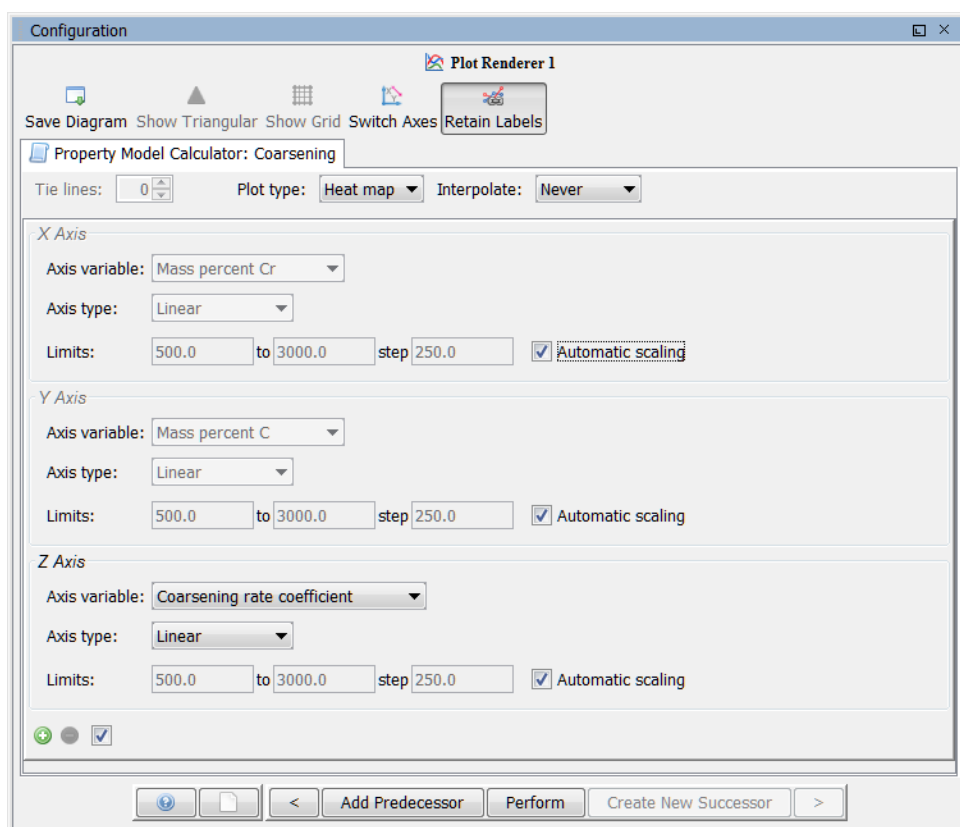 Configuration
Plot Renderer 1
Save Diagram Show Triangular Show Grid Switch Axes Retain Labels
Property Model Calculator: Coarsening
Tie lines: 0 Plot type: Heat map Interpolate: Never
X Axis
Axis variable: Mass percent Cr
Axis type: Linear
Limits: 500.0 to 3000.0 step 250.0 Automatic scaling
Y Axis
Axis variable: Mass percent C
Axis type: Linear
Limits: 500.0 to 3000.0 step 250.0 Automatic scaling
Z Axis
Axis variable: Coarsening rate coefficient
Axis type: Linear
Limits: 500.0 to 3000.0 step 250.0 Automatic scaling
< Add Predecessor Perform Create New Successor >